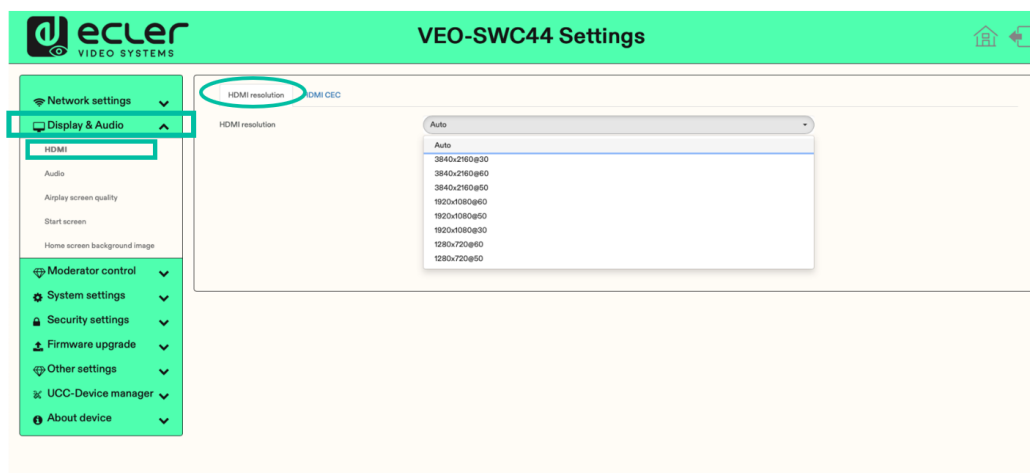 ecler
VIDEO SYSTEMS
VEO-SWC44 Settings
Network settings
Display & Audio
HDMI
Audio
Airplay screen quality
Start screen
Home screen background image
Moderator control
System settings
Security settings
Firmware upgrade
Other settings
UCC-Device manager
About device
HDMI resolution
HDMI CEC
HDMI resolution
Auto
Auto
3840x2160@30
3840x2160@60
3840x2160@50
1920x1080@60
1920x1080@50
1920x1080@30
1280x720@60
1280x720@50